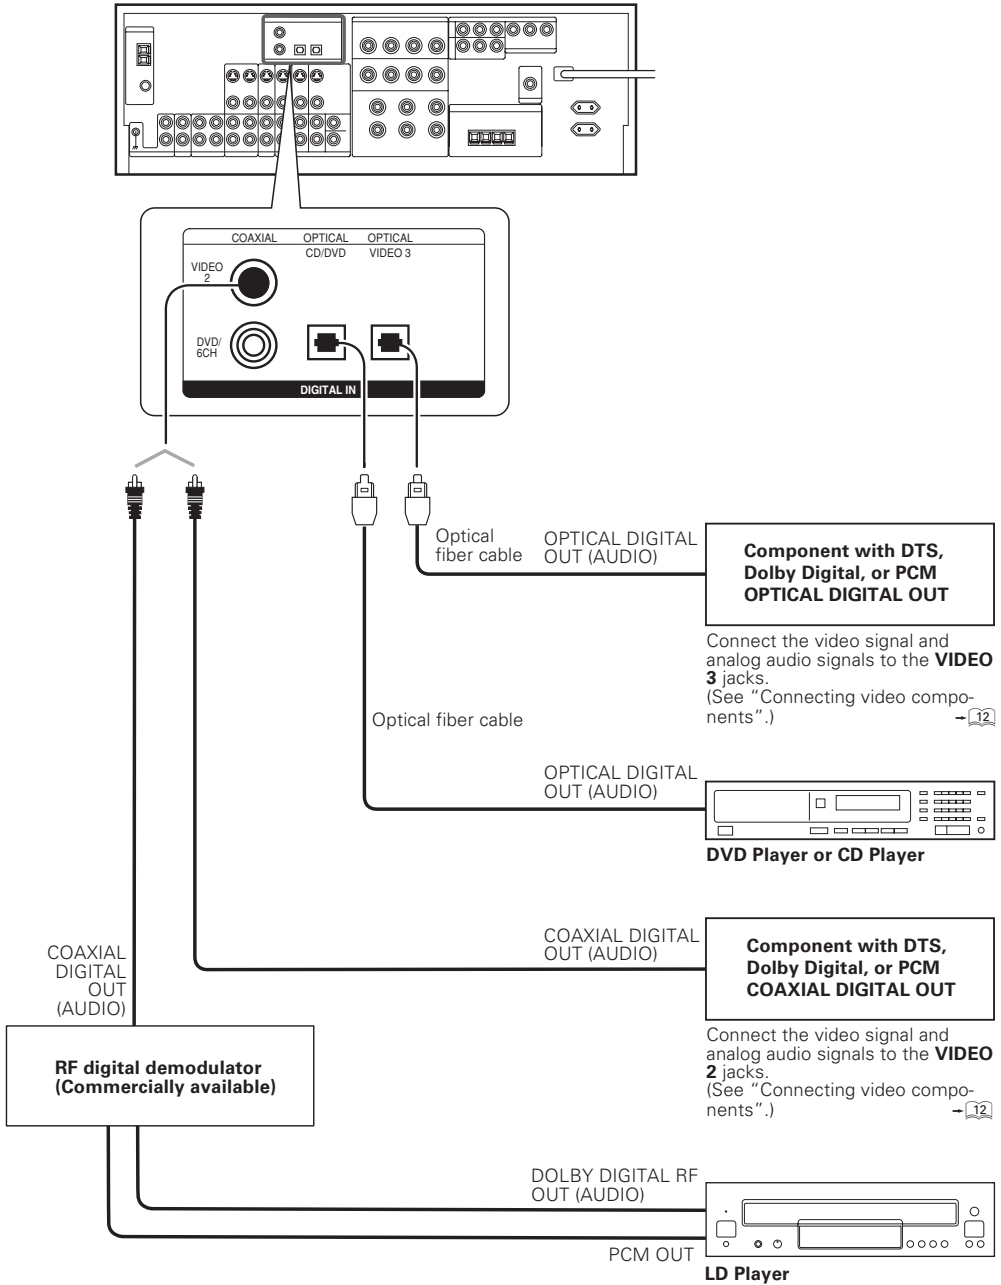 COAXIAL OPTICAL OPTICAL
CD/DVD VIDEO 3
VIDEO
2
DVD/
6CH
DIGITAL IN
Optical
fiber cable
OPTICAL DIGITAL
OUT (AUDIO)
Component with DTS,
Dolby Digital, or PCM
OPTICAL DIGITAL OUT
Connect the video signal and
analog audio signals to the VIDEO
3 jacks.
(See “Connecting video compo-
nents”.) 12
Optical fiber cable
OPTICAL DIGITAL
OUT (AUDIO)
DVD Player or CD Player
COAXIAL DIGITAL
OUT (AUDIO)
Component with DTS,
Dolby Digital, or PCM
COAXIAL DIGITAL OUT
COAXIAL
DIGITAL
OUT
(AUDIO)
Connect the video signal and
analog audio signals to the VIDEO
2 jacks.
(See “Connecting video compo-
nents”.) 12
RF digital demodulator
(Commercially available)
DOLBY DIGITAL RF
OUT (AUDIO)
PCM OUT
LD Player